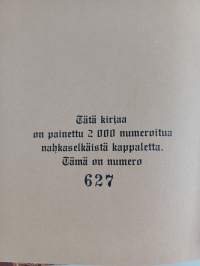 Tätä kirjaa
on painettu 2 000 numeroitua
nahkaselkäistä kappaletta.
Tämä on numero
627